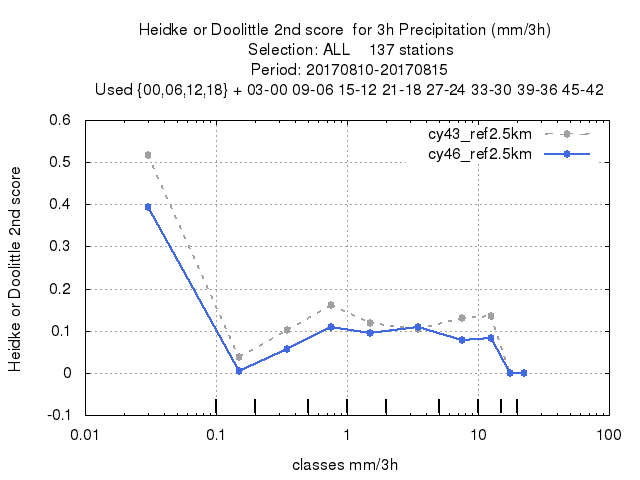 Heidke or Doolittle 2nd score  for 3h Precipitation (mm/3h)
Selection: ALL    137 stations
Period: 20170810-20170815
Used {00,06,12,18} + 03-00 09-06 15-12 21-18 27-24 33-30 39-36 45-42
cy43_ref2.5km
cy46_ref2.5km
0.6
0.5
0.4
0.3
0.2
0.1
0
-0.1
Heidke or Doolittle 2nd score
0.01 0.1 1 10 100
classes mm/3h